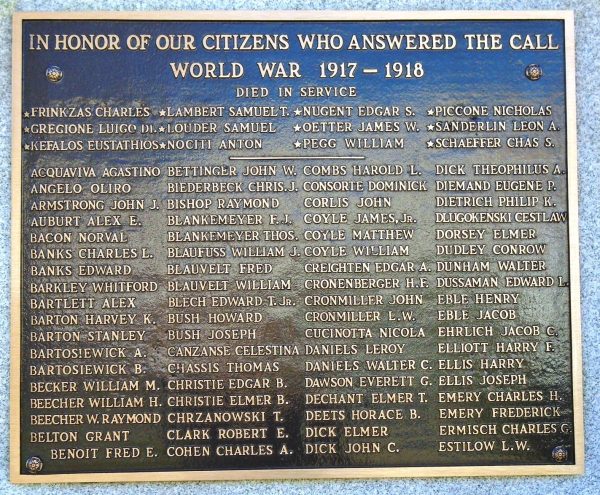 IN HONOR OF OUR CITIZENS WHO ANSWERED THE CALL
WORLD WAR 1917 – 1918
DIED IN SERVICE
★FRINKZAS CHARLES ★LAMBERT SAMUEL T. ★NUGENT EDGAR S. ★PICCONE NICHOLAS
★GREGIONE LUIGO DI. ★LOUDER SAMUEL ★OETTER JAMES W. ★SANDERLIN LEON A.
★KEFALOS EUSTATHIOS ★NOCITI ANTON ★PEGG WILLIAM ★SCHAEFFER CHAS S.
ACQUAVIVA AGASTINO BETTINGER JOHN W. COMBS HAROLD L. DICK THEOPHILUS A.
ANGELO OLIRO BIEDERBECK CHRIS. J. CONSORTE DOMINICK DIEMAND EUGENE P.
ARMSTRONG JOHN J. BISHOP RAYMOND CORLIS JOHN DIETRICH PHILIP K.
AUBURT ALEX E. BLANKEMEYER F. J. COYLE JAMES, JR. DLUGOKENSKI CESTLAW
BACON NORVAL BLANKEMEYER THOS. COYLE MATTHEW DORSEY ELMER
BANKS CHARLES L. BLAUFUSS WILLIAM J. COYLE WILLIAM DUDLEY CONROW
BANKS EDWARD BLAUVELT FRED CREIGHTEN EDGAR A. DUNHAM WALTER
BARKLEY WHITFORD BLAUVELT WILLIAM CRONENBERGER H.F. DUSSAMAN EDWARD L.
BARTLETT ALEX BLECH EDWARD T. JR. CRONMILLER JOHN EBLE HENRY
BARTON HARVEY K. BUSH HOWARD CRONMILLER L.W. EBLE JACOB
BARTON STANLEY BUSH JOSEPH CUCINOTTA NICOLA EHRLICH JACOB C.
BARTOSIEWICK A. CANZANSE CELESTINA DANIELS LEROY ELLIOTT HARRY F.
BARTOSIEWICK B. CHASSIS THOMAS DANIELS WALTER C. ELLIS HARRY
BECKER WILLIAM M. CHRISTIE EDGAR B. DAWSON EVERETT G. ELLIS JOSEPH
BEECHER WILLIAM H. CHRISTIE ELMER B. DECHANT ELMER T. EMERY CHARLES H.
BEECHER W. RAYMOND CHRZANOWSKI T. DEETS HORACE B. EMERY FREDERICK
BELTON GRANT CLARK ROBERT E. DICK ELMER ERMISCH CHARLES G.
BENOIT FRED E. COHEN CHARLES A. DICK JOHN C. ESTILOW L.W.